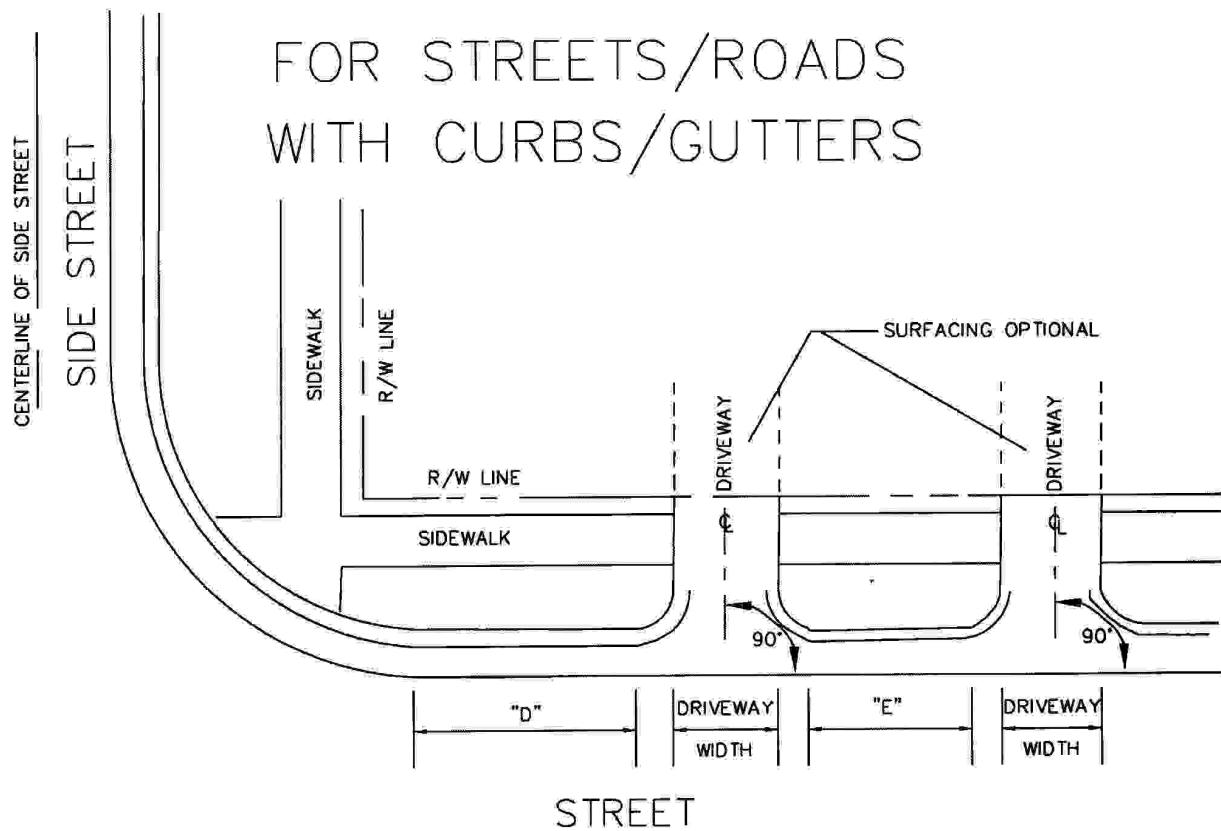 FOR STREETS/ROADS
WITH CURBS/GUTTERS
CENTERLINE OF SIDE STREET
SIDE STREET
SIDEWALK
R/W LINE
SURFACING OPTIONAL
DRIVEWAY
DRIVEWAY
R/W LINE
SIDEWALK
℄
℄
90°
90°
"D"
DRIVEWAY
WIDTH
"E"
DRIVEWAY
WIDTH
STREET